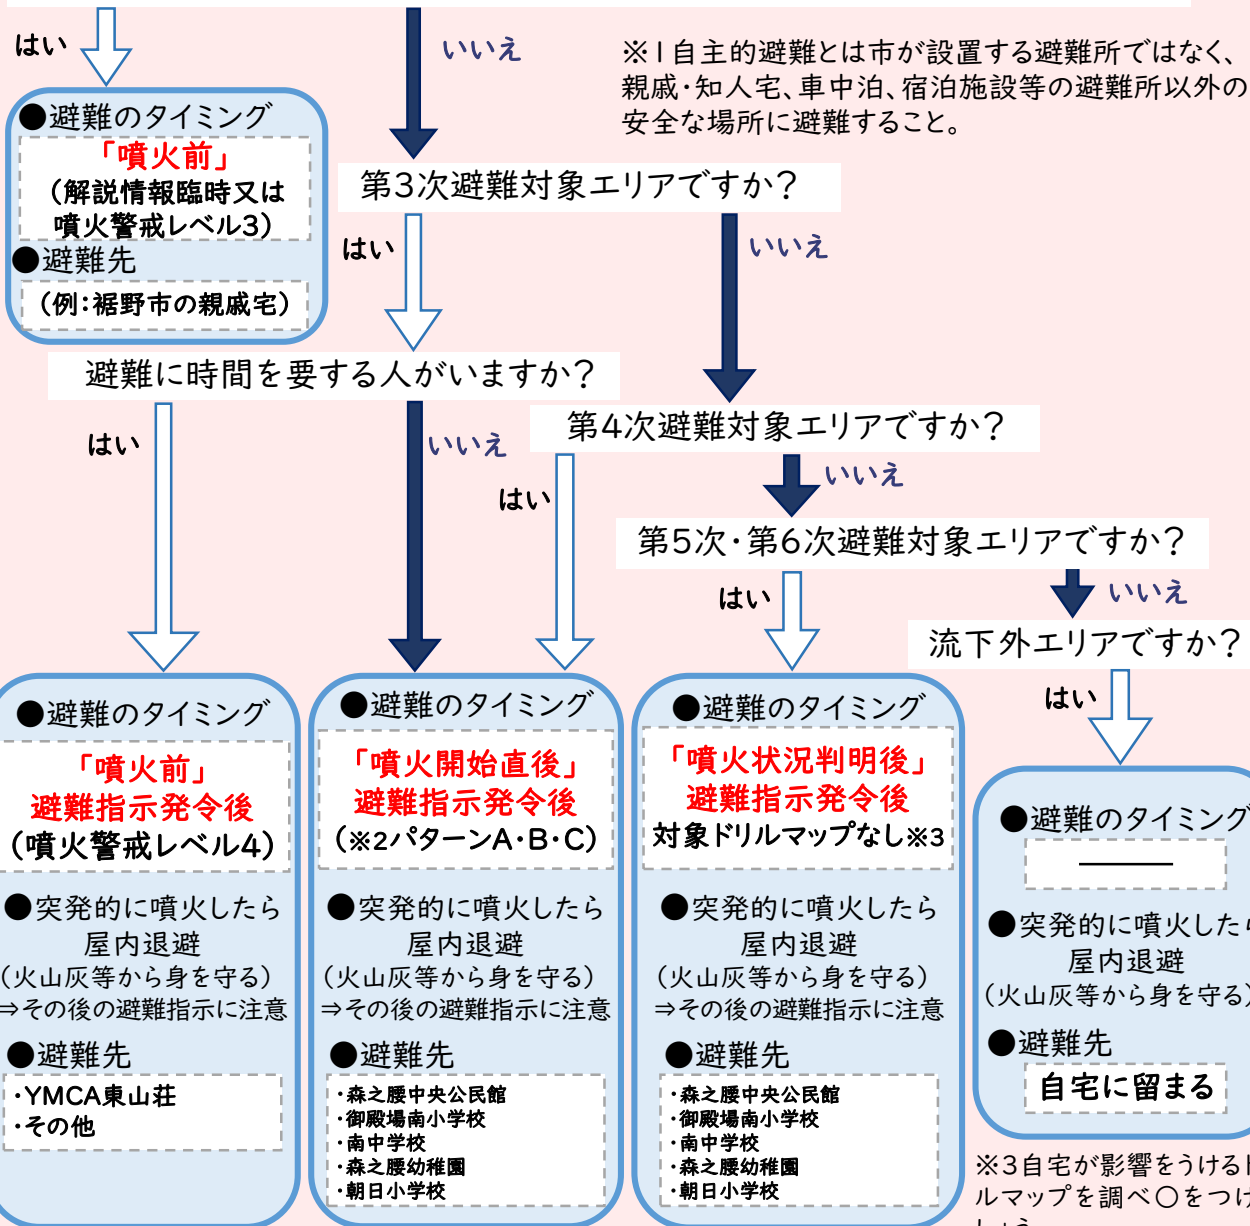 はい
いいえ
※1自主的避難とは市が設置する避難所ではなく、
親戚・知人宅、車中泊、宿泊施設等の避難所以外の
安全な場所に避難すること。
●避難のタイミング
「噴火前」
(解説情報臨時又は
噴火警戒レベル3)
●避難先
(例:裾野市の親戚宅)
第3次避難対象エリアですか?
はい
いいえ
避難に時間を要する人がいますか?
はい
いいえ
第4次避難対象エリアですか?
はい
いいえ
第5次・第6次避難対象エリアですか?
はい
いいえ
流下外エリアですか?
はい
●避難のタイミング
「噴火前」
避難指示発令後
(噴火警戒レベル4)
●突発的に噴火したら
屋内退避
(火山灰等から身を守る)
⇒その後の避難指示に注意
●避難先
・YMCA東山荘
・その他
●避難のタイミング
「噴火開始直後」
避難指示発令後
(※2パターンA・B・C)
●突発的に噴火したら
屋内退避
(火山灰等から身を守る)
⇒その後の避難指示に注意
●避難先
・森之腰中央公民館
・御殿場南小学校
・南中学校
・森之腰幼稚園
・朝日小学校
●避難のタイミング
「噴火状況判明後」
避難指示発令後
対象ドリルマップなし※3
●突発的に噴火したら
屋内退避
(火山灰等から身を守る)
⇒その後の避難指示に注意
●避難先
・森之腰中央公民館
・御殿場南小学校
・南中学校
・森之腰幼稚園
・朝日小学校
●避難のタイミング
―――
●突発的に噴火したら
屋内退避
(火山灰等から身を守る)
●避難先
自宅に留まる
※3自宅が影響をうけるド
ルマップを調べ○をつけ